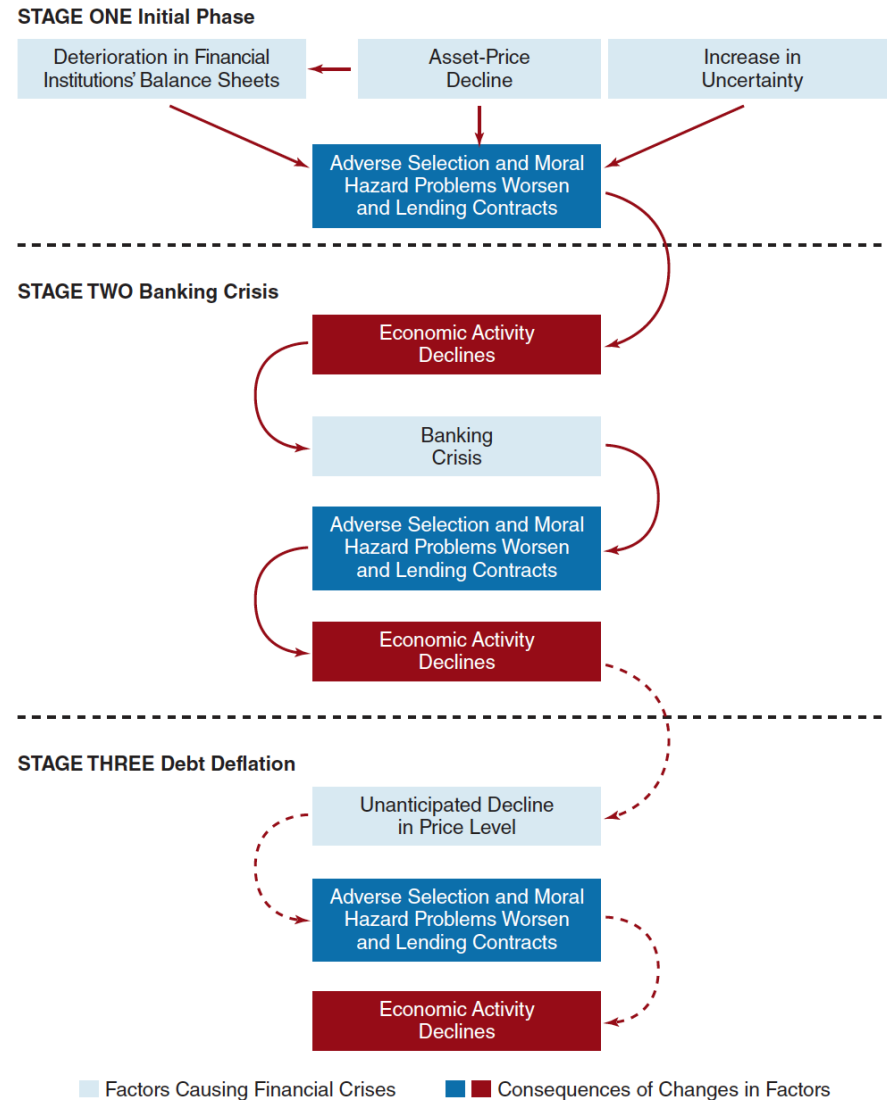 STAGE ONE Initial Phase
Deterioration in Financial
Institutions’ Balance Sheets
Asset-Price
Decline
Increase in
Uncertainty
Adverse Selection and Moral
Hazard Problems Worsen
and Lending Contracts
STAGE TWO Banking Crisis
Economic Activity
Declines
Banking
Crisis
Adverse Selection and Moral
Hazard Problems Worsen
and Lending Contracts
Economic Activity
Declines
STAGE THREE Debt Deflation
Unanticipated Decline
in Price Level
Adverse Selection and Moral
Hazard Problems Worsen
and Lending Contracts
Economic Activity
Declines
Factors Causing Financial Crises
Consequences of Changes in Factors